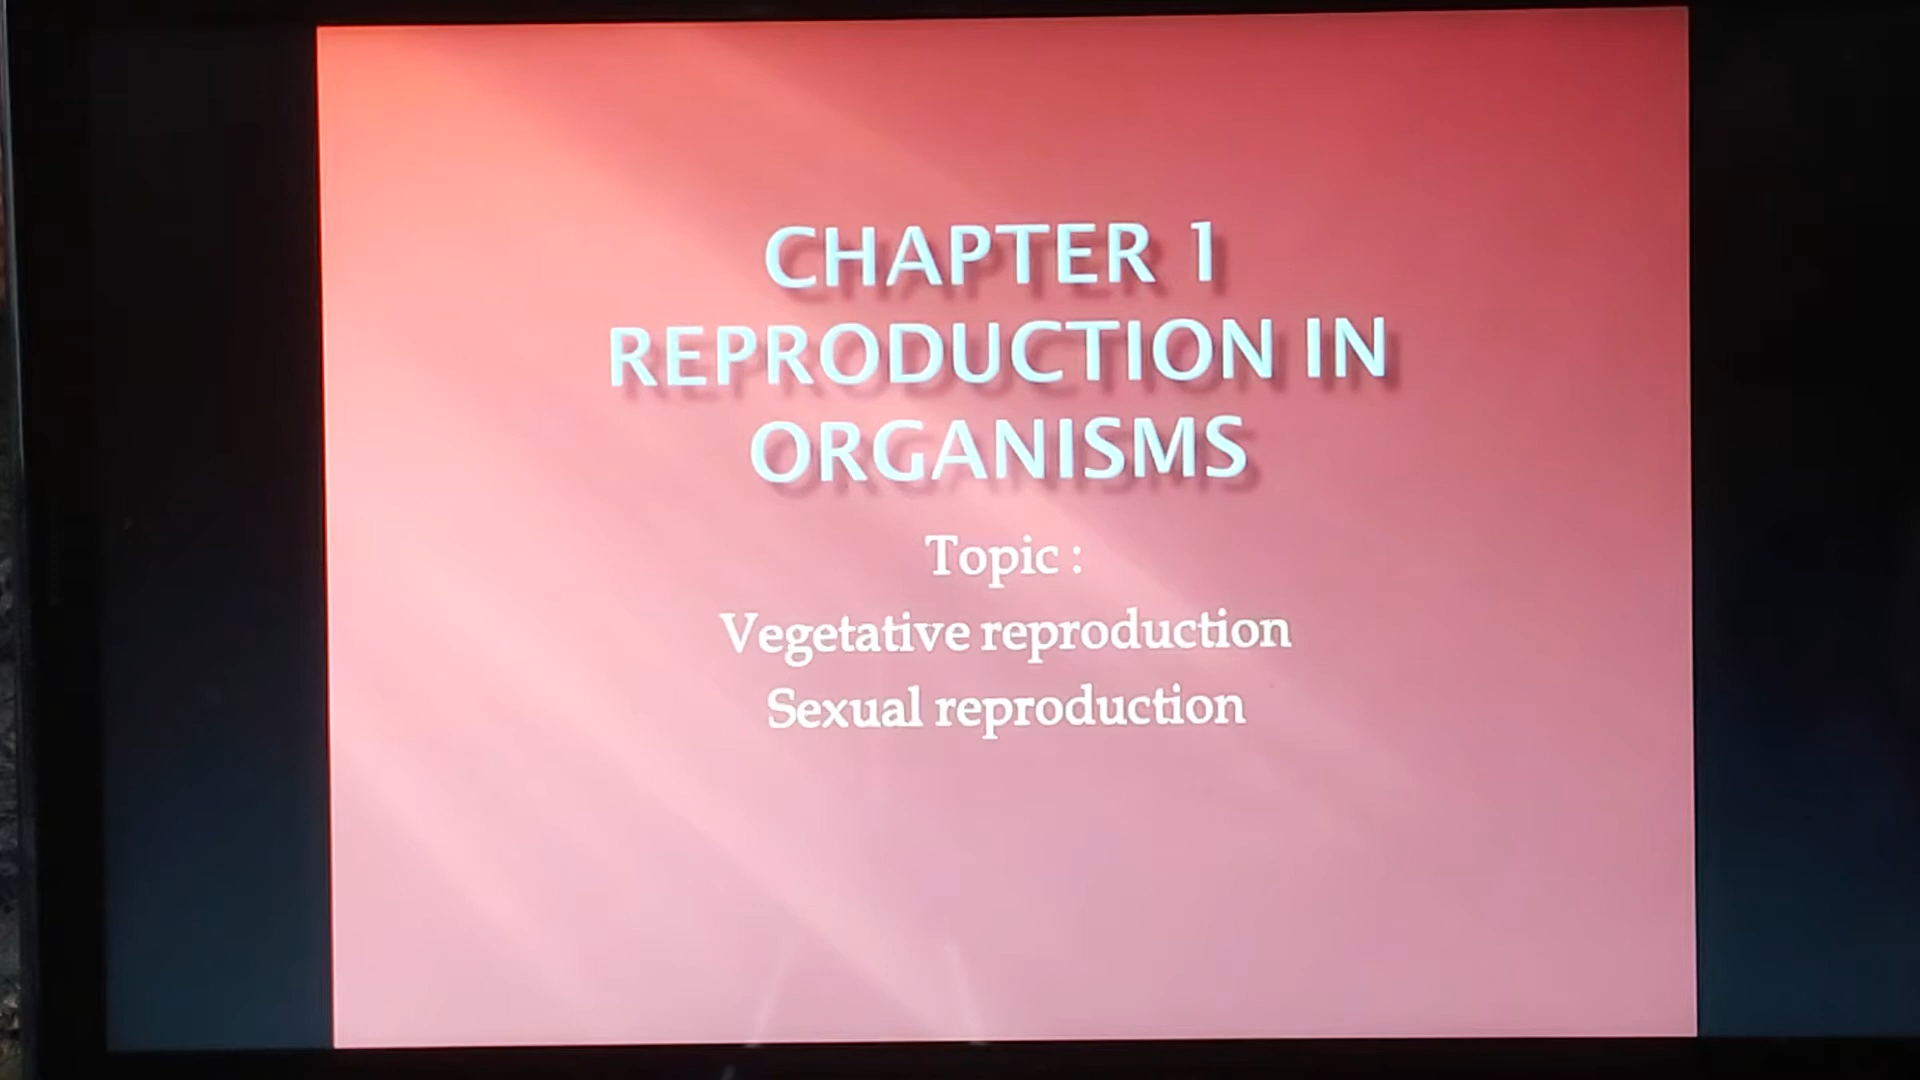 CHAPTER 1
REPRODUCTION IN
ORGANISMS
Topic :
Vegetative reproduction
Sexual reproduction